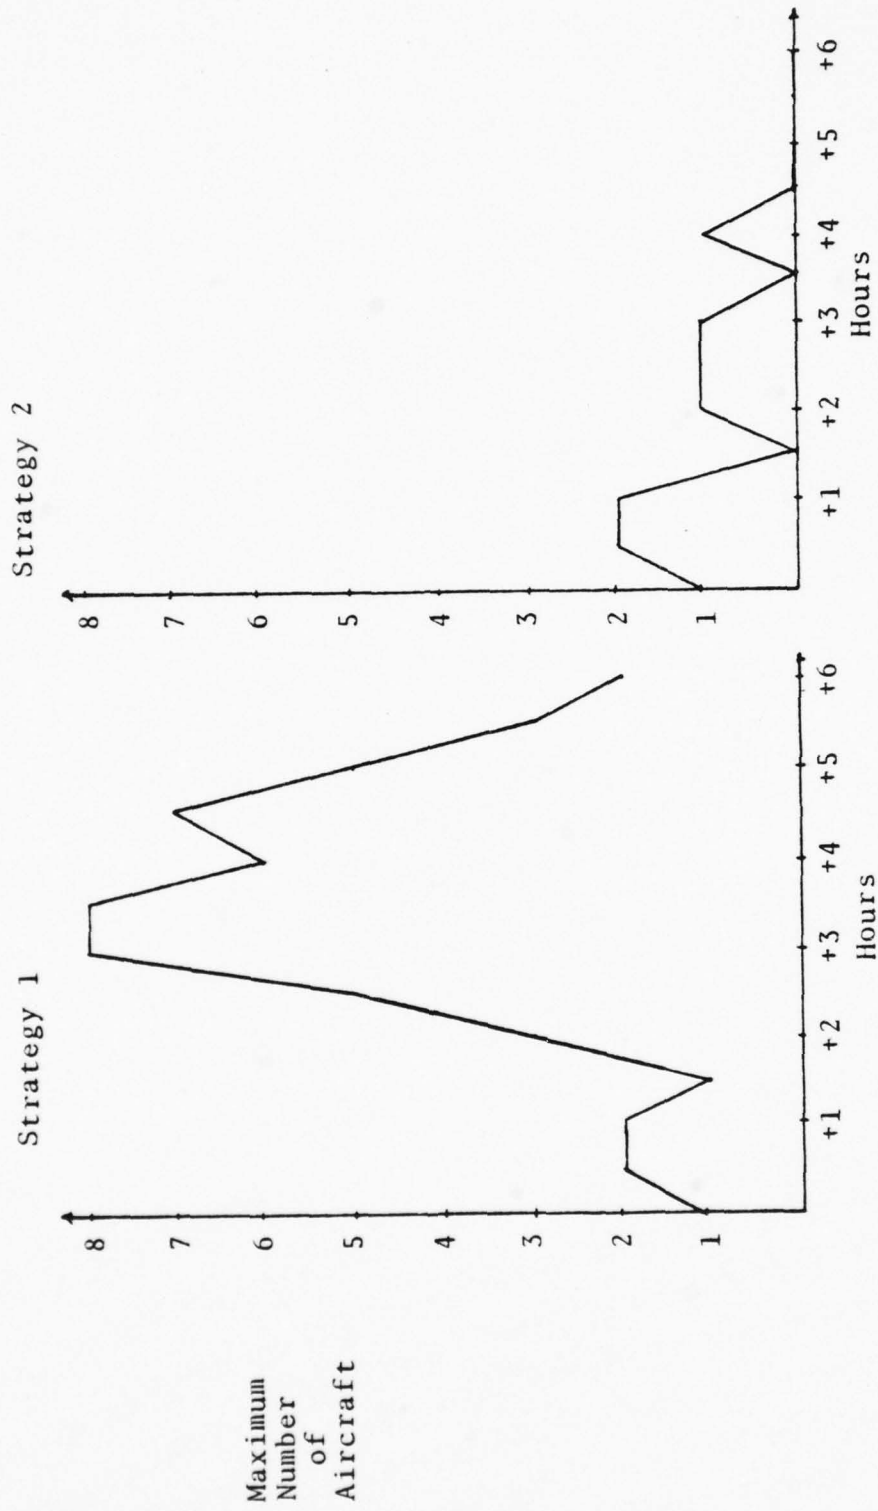 Strategy 1
Maximum
Number
of
Aircraft
8
7
6
5
4
3
2
1
+1 +2 +3 +4 +5 +6
Hours
Strategy 2
8
7
6
5
4
3
2
1
+1 +2 +3 +4 +5 +6
Hours